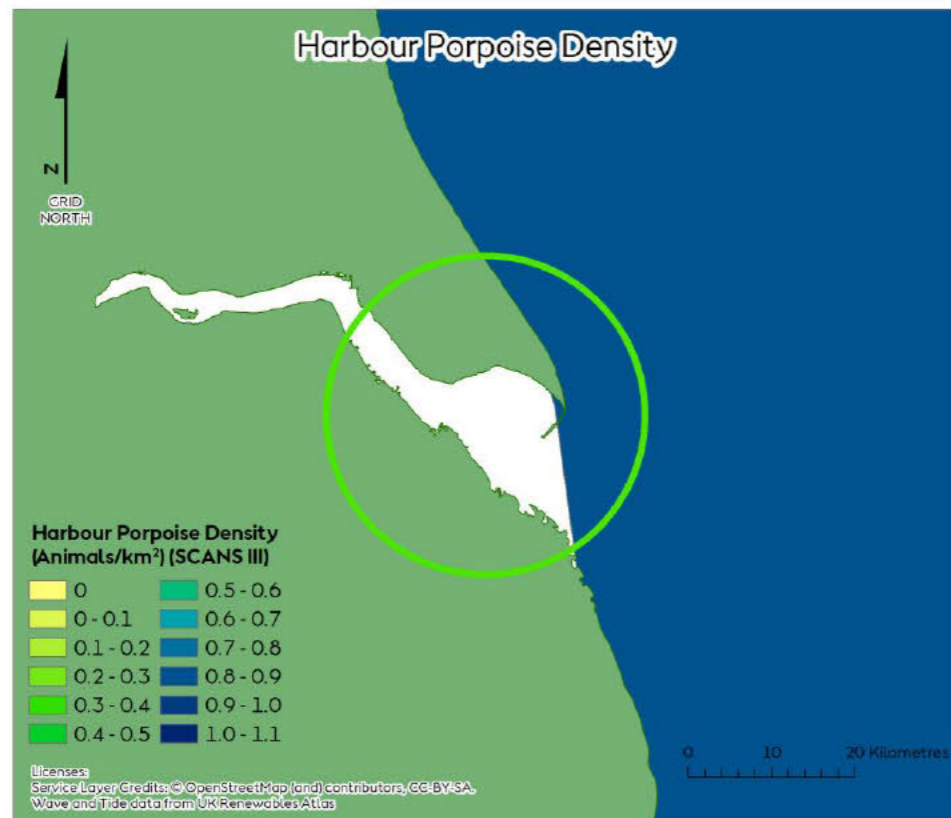 Harbour Porpoise Density
N
GRID
NORTH
Harbour Porpoise Density
(Animals/km²) (SCANS III)
0
0 - 0.1
0.1 - 0.2
0.2 - 0.3
0.3 - 0.4
0.4 - 0.5
0.5 - 0.6
0.6 - 0.7
0.7 - 0.8
0.8 - 0.9
0.9 - 1.0
1.0 - 1.1
0 10 20 Kilometres
Licenses:
Service Layer Credits: © OpenStreetMap (and) contributors, CC-BY-SA.
Wave and Tide data from UK Renewables Atlas